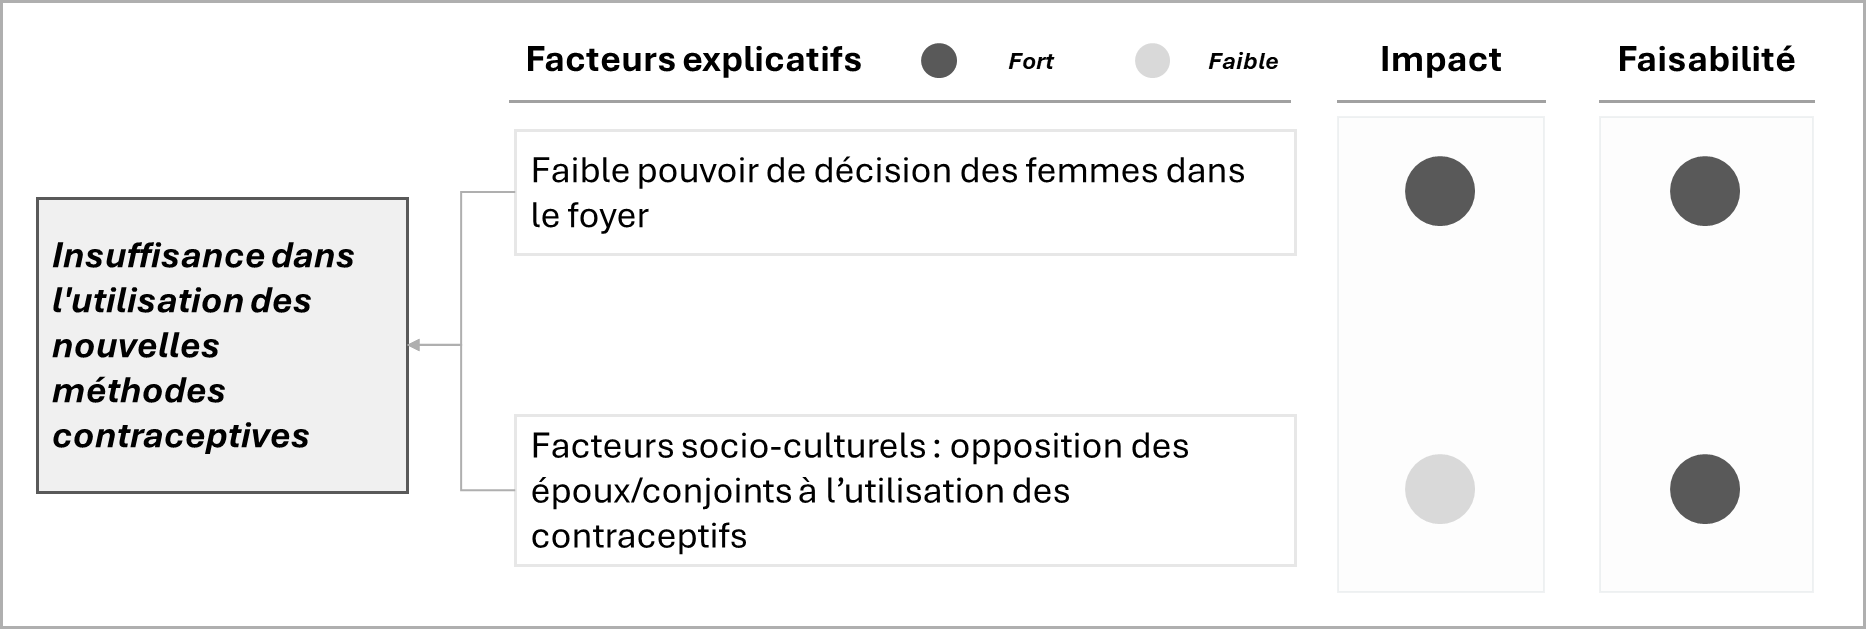 Facteurs explicatifs
Fort
Faible
Impact
Faisabilité
Insuffisance dans
l'utilisation des
nouvelles
méthodes
contraceptives
Faible pouvoir de décision des femmes dans
le foyer
Facteurs socio-culturels : opposition des
époux/conjoints à l’utilisation des
contraceptifs